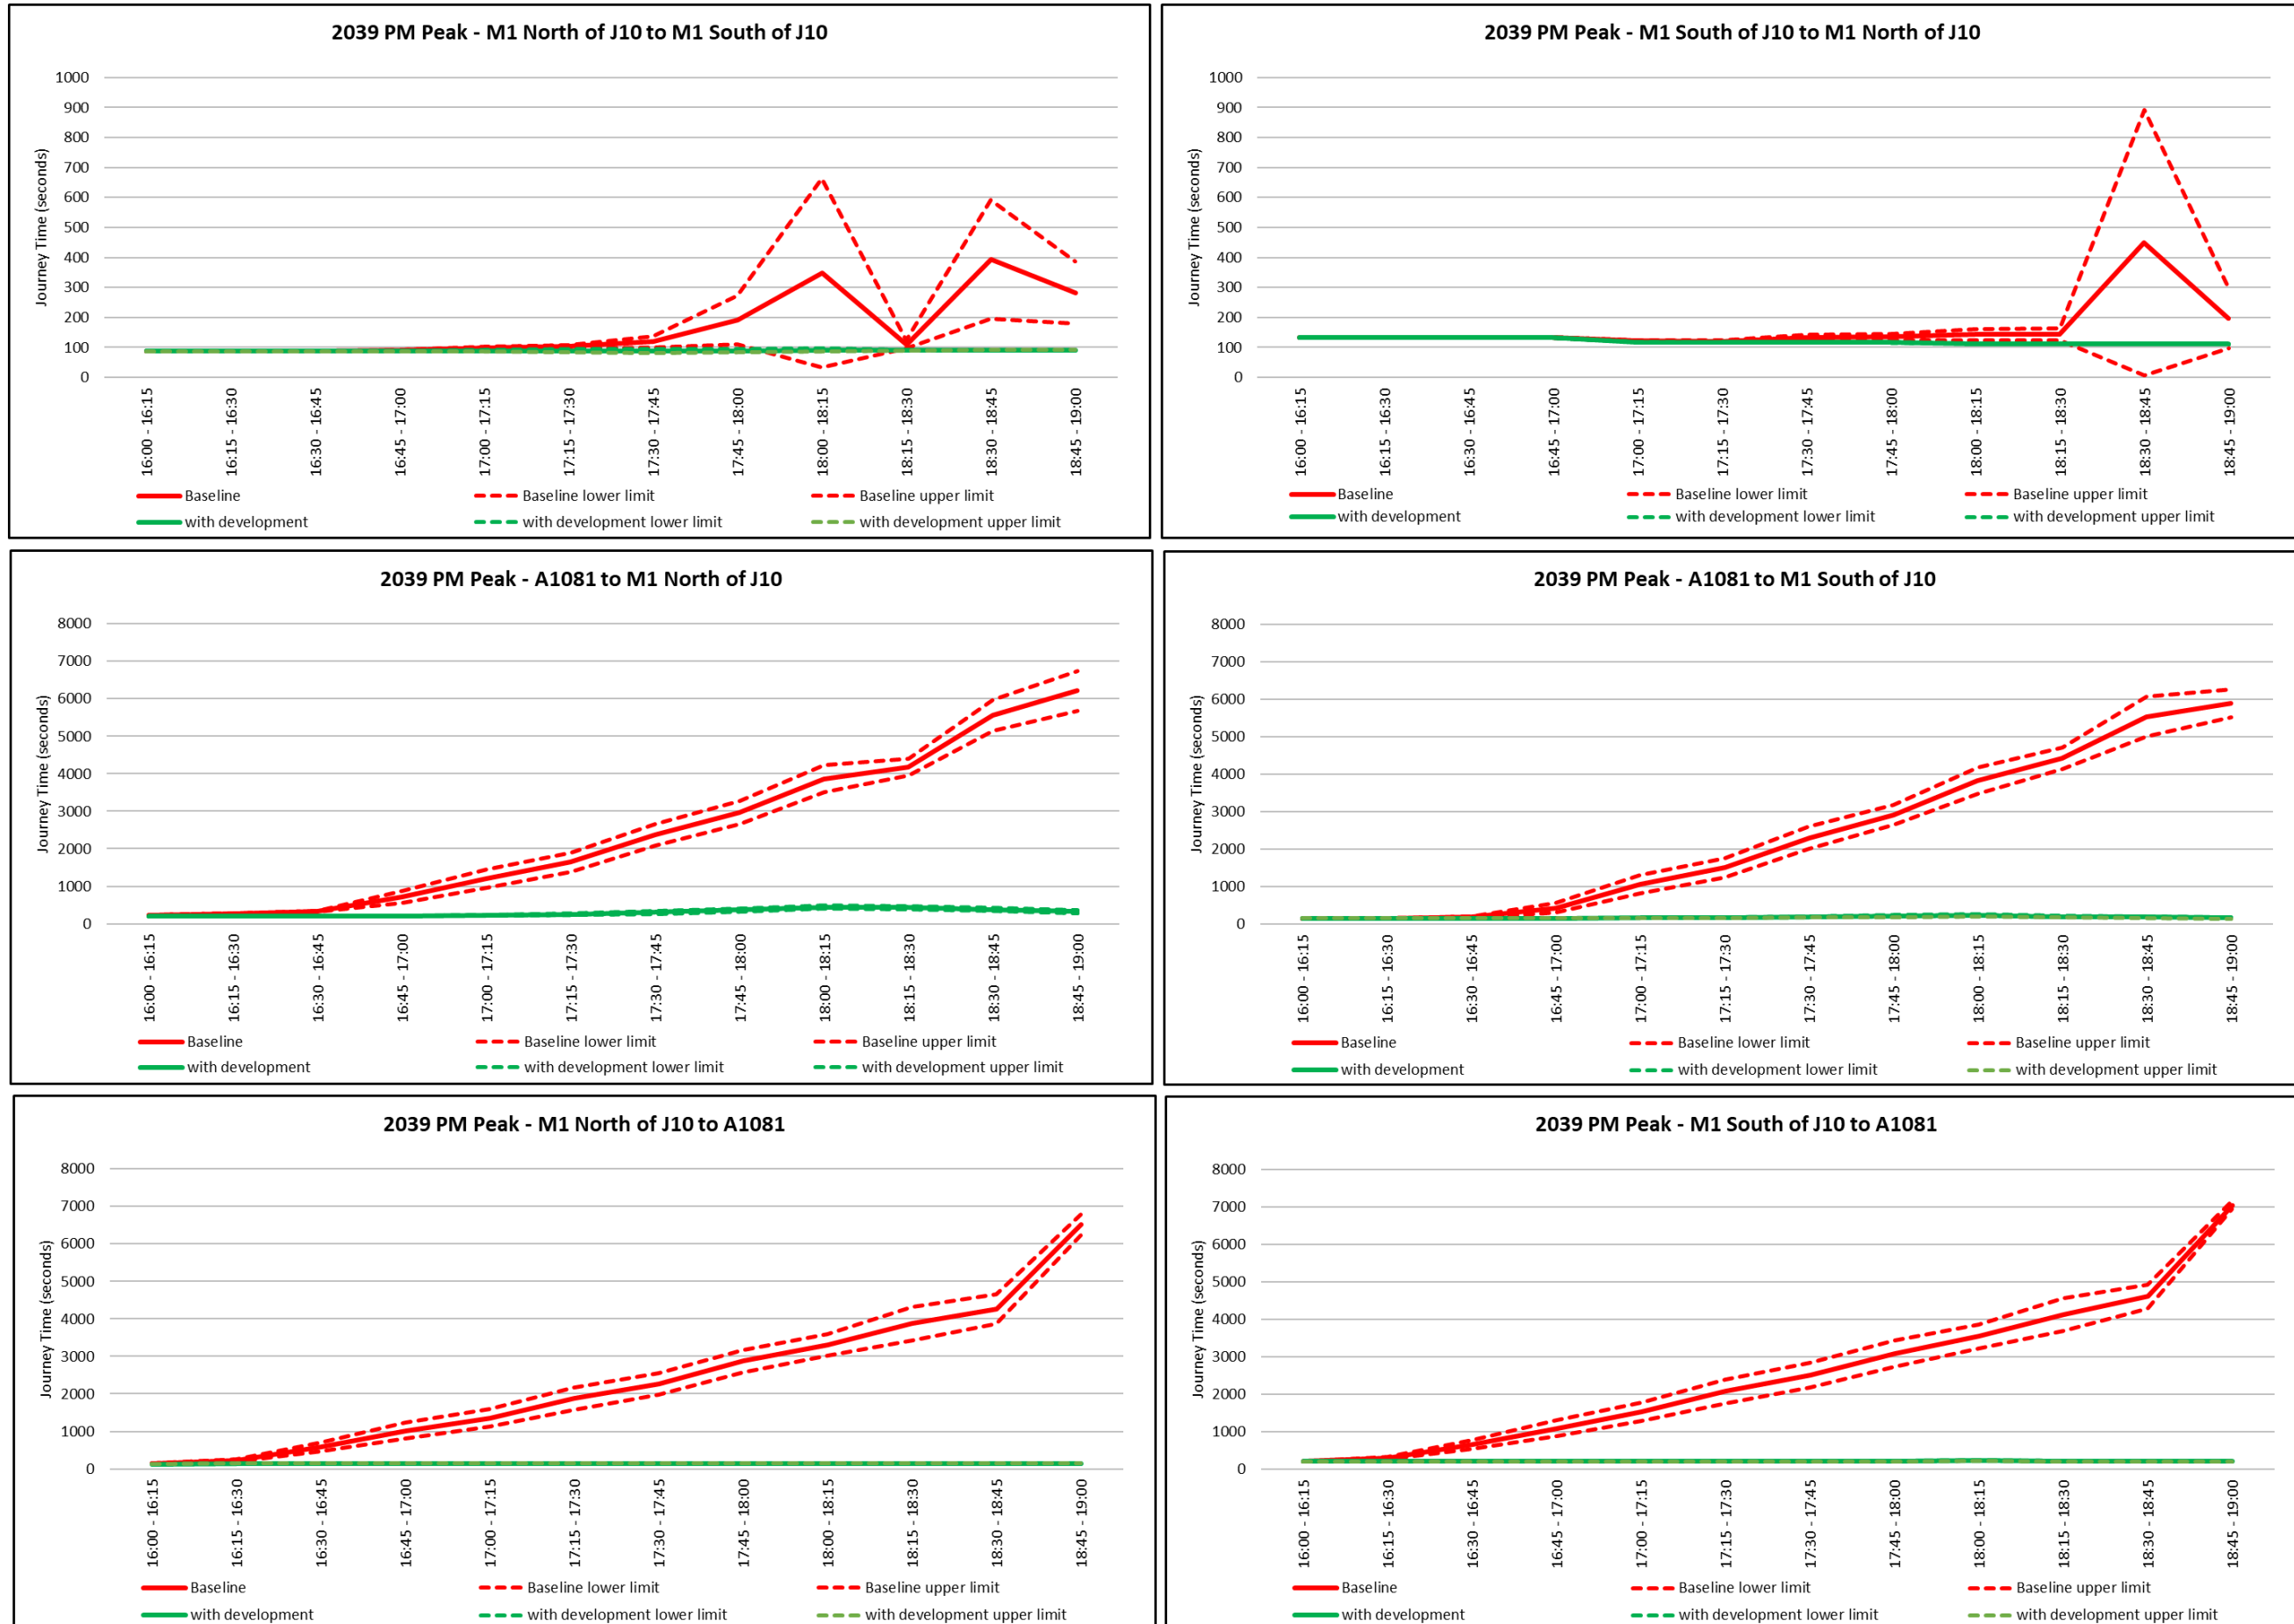 2039 PM Peak - M1 North of J10 to M1 South of J10
Journey Time (seconds)
1000
900
800
700
600
500
400
300
200
100
0
16:00 - 16:15
16:15 - 16:30
16:30 - 16:45
16:45 - 17:00
17:00 - 17:15
17:15 - 17:30
17:30 - 17:45
17:45 - 18:00
18:00 - 18:15
18:15 - 18:30
18:30 - 18:45
18:45 - 19:00
Baseline Baseline lower limit Baseline upper limit
with development with development lower limit with development upper limit
2039 PM Peak - M1 South of J10 to M1 North of J10
Journey Time (seconds)
1000
900
800
700
600
500
400
300
200
100
0
16:00 - 16:15
16:15 - 16:30
16:30 - 16:45
16:45 - 17:00
17:00 - 17:15
17:15 - 17:30
17:30 - 17:45
17:45 - 18:00
18:00 - 18:15
18:15 - 18:30
18:30 - 18:45
18:45 - 19:00
Baseline Baseline lower limit Baseline upper limit
with development with development lower limit with development upper limit
2039 PM Peak - A1081 to M1 North of J10
Journey Time (seconds)
8000
7000
6000
5000
4000
3000
2000
1000
0
16:00 - 16:15
16:15 - 16:30
16:30 - 16:45
16:45 - 17:00
17:00 - 17:15
17:15 - 17:30
17:30 - 17:45
17:45 - 18:00
18:00 - 18:15
18:15 - 18:30
18:30 - 18:45
18:45 - 19:00
Baseline Baseline lower limit Baseline upper limit
with development with development lower limit with development upper limit
2039 PM Peak - A1081 to M1 South of J10
Journey Time (seconds)
8000
7000
6000
5000
4000
3000
2000
1000
0
16:00 - 16:15
16:15 - 16:30
16:30 - 16:45
16:45 - 17:00
17:00 - 17:15
17:15 - 17:30
17:30 - 17:45
17:45 - 18:00
18:00 - 18:15
18:15 - 18:30
18:30 - 18:45
18:45 - 19:00
Baseline Baseline lower limit Baseline upper limit
with development with development lower limit with development upper limit
2039 PM Peak - M1 North of J10 to A1081
Journey Time (seconds)
8000
7000
6000
5000
4000
3000
2000
1000
0
16:00 - 16:15
16:15 - 16:30
16:30 - 16:45
16:45 - 17:00
17:00 - 17:15
17:15 - 17:30
17:30 - 17:45
17:45 - 18:00
18:00 - 18:15
18:15 - 18:30
18:30 - 18:45
18:45 - 19:00
Baseline Baseline lower limit Baseline upper limit
with development with development lower limit with development upper limit
2039 PM Peak - M1 South of J10 to A1081
Journey Time (seconds)
8000
7000
6000
5000
4000
3000
2000
1000
0
16:00 - 16:15
16:15 - 16:30
16:30 - 16:45
16:45 - 17:00
17:00 - 17:15
17:15 - 17:30
17:30 - 17:45
17:45 - 18:00
18:00 - 18:15
18:15 - 18:30
18:30 - 18:45
18:45 - 19:00
Baseline Baseline lower limit Baseline upper limit
with development with development lower limit with development upper limit